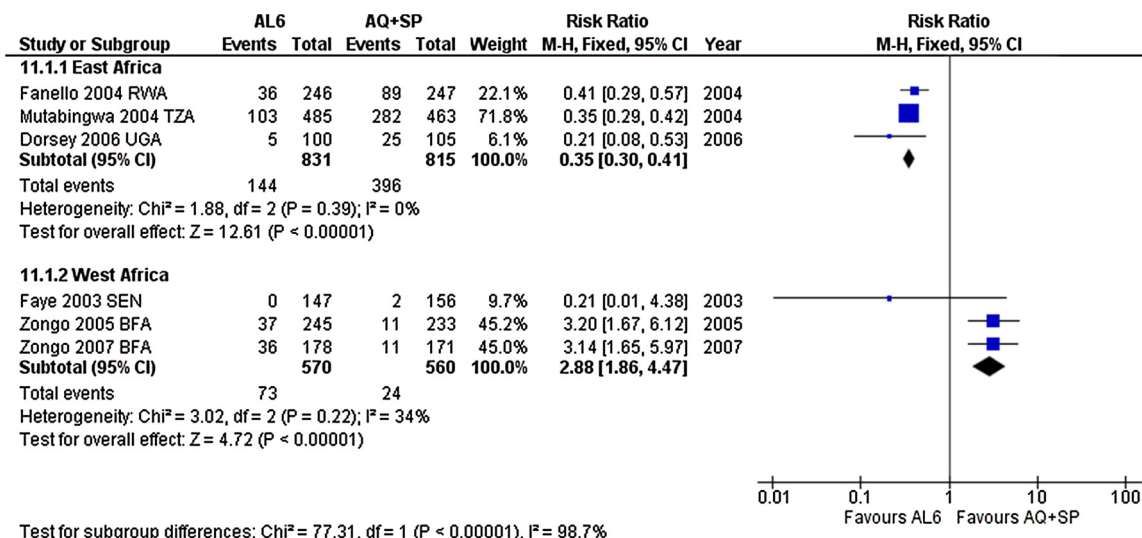 AL6 AQ+SP Risk Ratio Risk Ratio
Study or Subgroup Events Total Events Total Weight M-H, Fixed, 95% CI Year M-H, Fixed, 95% CI
11.1.1 East Africa
Fanello 2004 RWA 36 246 89 247 22.1% 0.41 [0.29, 0.57] 2004
Mutabingwa 2004 TZA 103 485 282 463 71.8% 0.35 [0.29, 0.42] 2004
Dorsey 2006 UGA 5 100 25 105 6.1% 0.21 [0.08, 0.53] 2006
Subtotal (95% CI) 831 815 100.0% 0.35 [0.30, 0.41]
Total events 144 396
Heterogeneity: Chi² = 1.88, df = 2 (P = 0.39); I² = 0%
Test for overall effect: Z = 12.61 (P < 0.00001)
11.1.2 West Africa
Faye 2003 SEN 0 147 2 156 9.7% 0.21 [0.01, 4.38] 2003
Zongo 2005 BFA 37 245 11 233 45.2% 3.20 [1.67, 6.12] 2005
Zongo 2007 BFA 36 178 11 171 45.0% 3.14 [1.65, 5.97] 2007
Subtotal (95% CI) 570 560 100.0% 2.88 [1.86, 4.47]
Total events 73 24
Heterogeneity: Chi² = 3.02, df = 2 (P = 0.22); I² = 34%
Test for overall effect: Z = 4.72 (P < 0.00001)
0.01 0.1 1 10 100
Favours AL6 Favours AQ+SP
Test for subgroup differences: Chi² = 77.31, df = 1 (P < 0.00001), I² = 98.7%